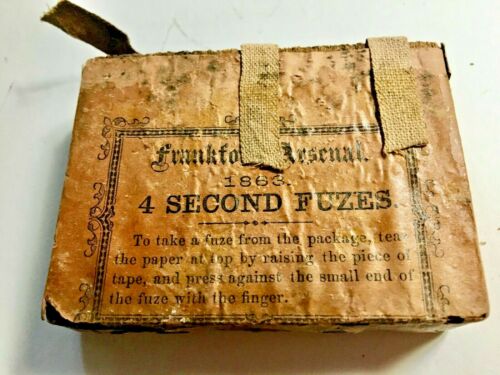 Frankfo Arsenal.
1863.
4 SECOND FUZES.
To take a fuze from the package, tear
the paper at top by raising the piece of
tape, and press against the small end of
the fuze with the finger.